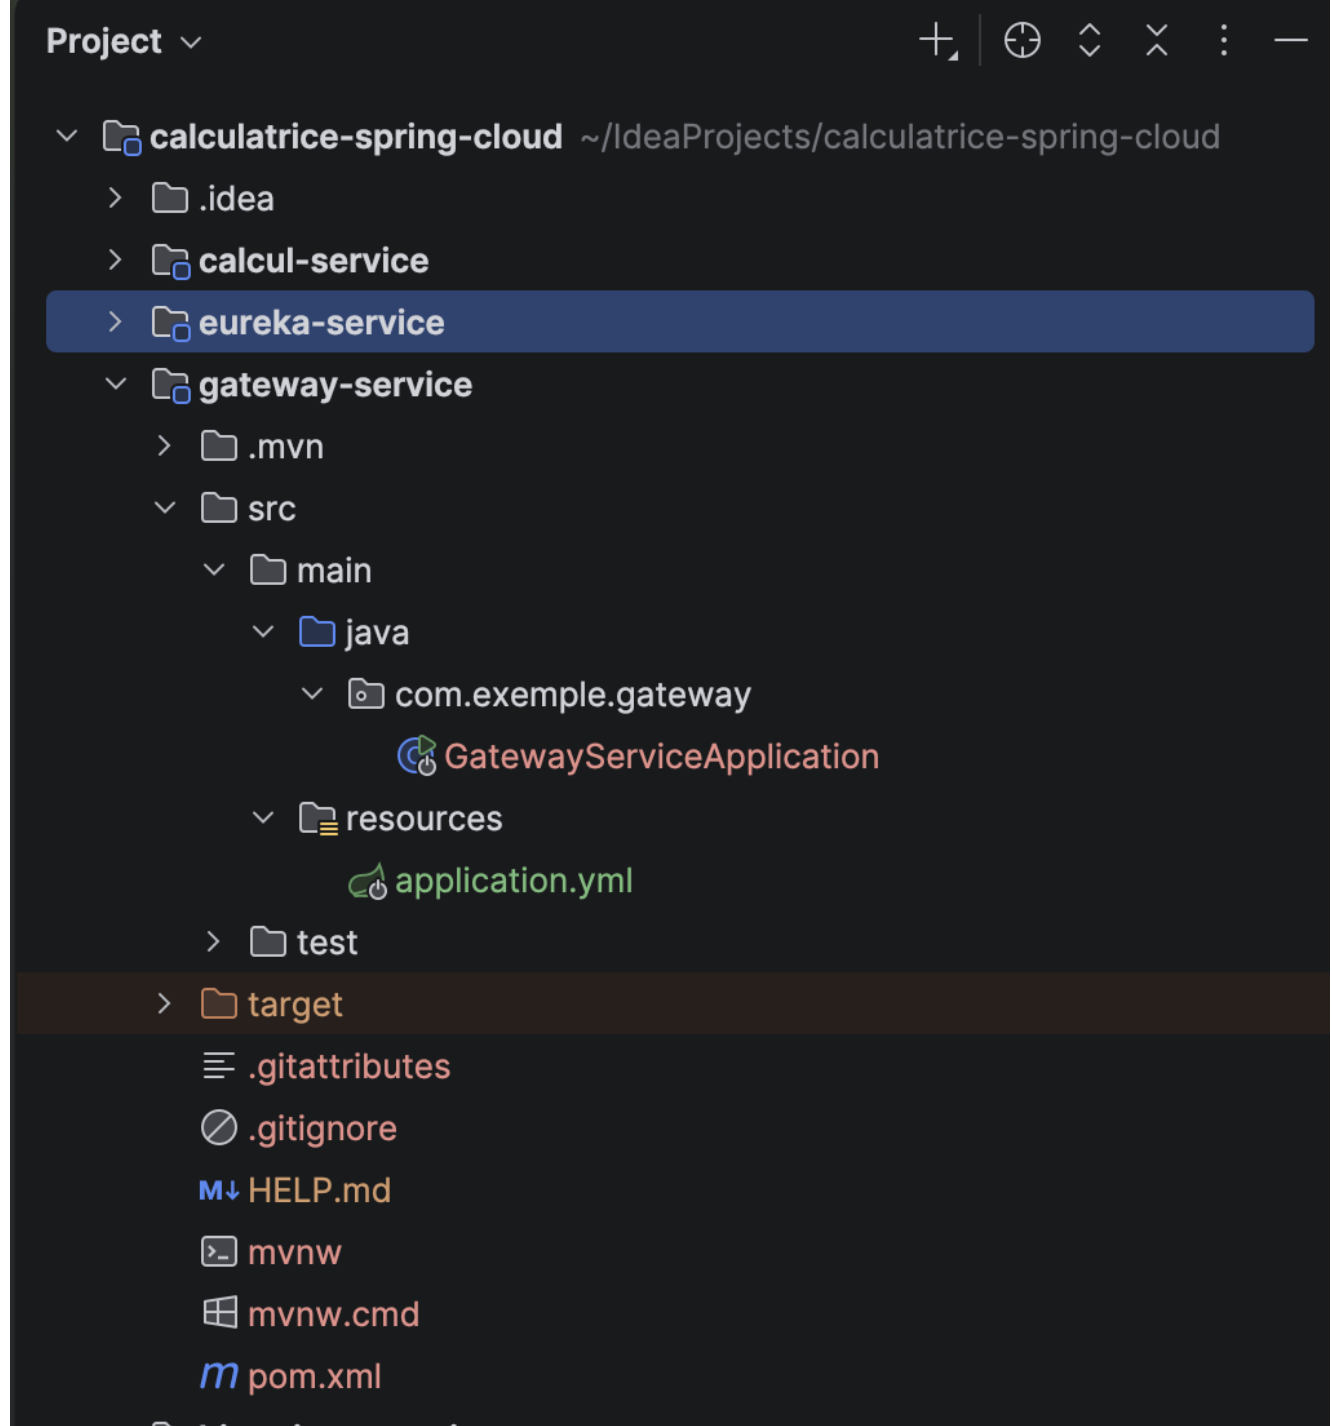 Project
calculatrice-spring-cloud ~/IdeaProjects/calculatrice-spring-cloud
.idea
calcul-service
eureka-service
gateway-service
.mvn
src
main
java
com.exemple.gateway
GatewayServiceApplication
resources
application.yml
test
target
.gitattributes
.gitignore
M↓ HELP.md
mvnw
mvnw.cmd
m pom.xml